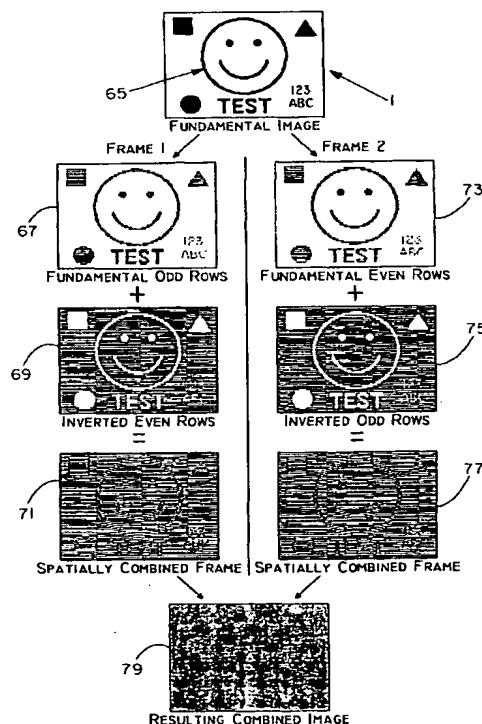 123
ABC
TEST
65
1
FUNDAMENTAL IMAGE
FRAME 1
FRAME 2
67
123
ABC
TEST
FUNDAMENTAL ODD ROWS
73
123
ABC
TEST
FUNDAMENTAL EVEN ROWS
+
+
69
TEST
INVERTED EVEN ROWS
75
TEST
INVERTED ODD ROWS
=
=
71
SPATIALLY COMBINED FRAME
77
SPATIALLY COMBINED FRAME
79
RESULTING COMBINED IMAGE